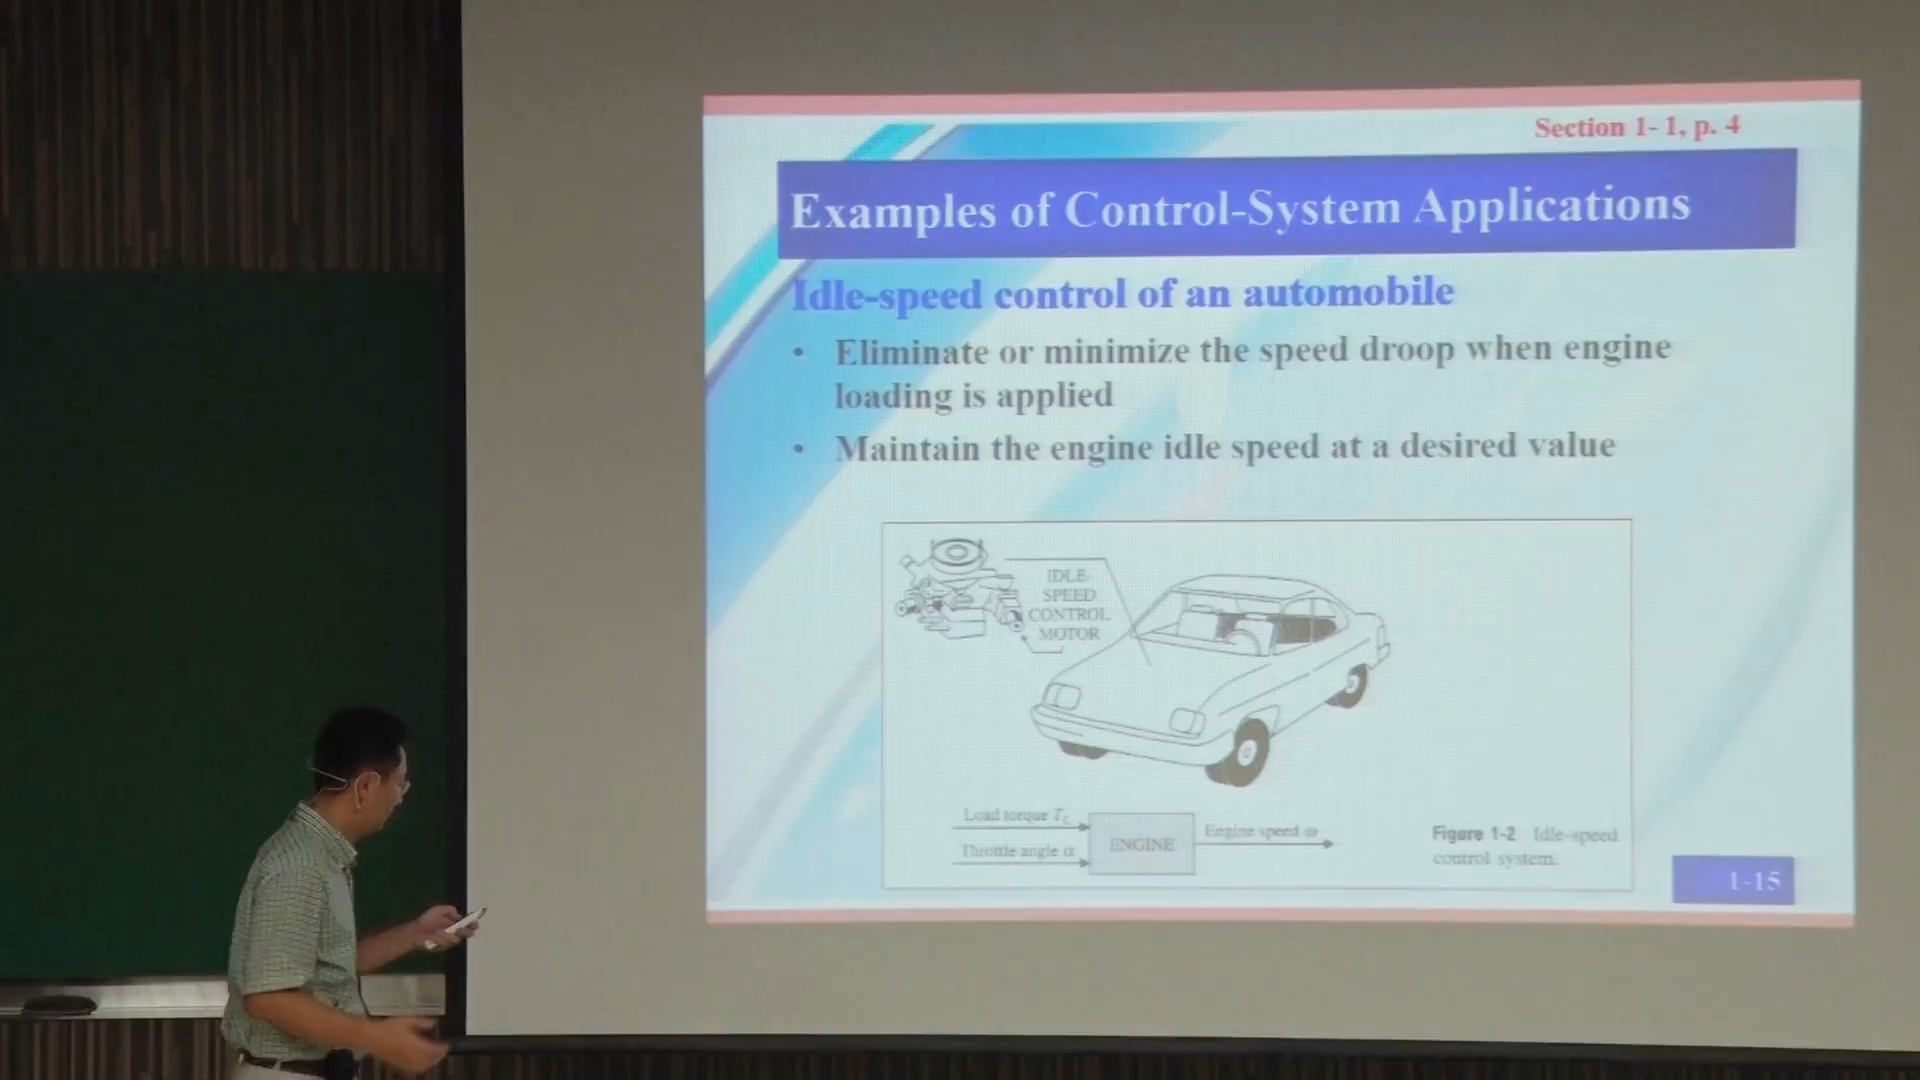 Section 1-1, p. 4
Examples of Control-System Applications
Idle-speed control of an automobile
• Eliminate or minimize the speed droop when engine
loading is applied
• Maintain the engine idle speed at a desired value
IDLE-
SPEED
CONTROL
MOTOR
Load torque T_L
Throttle angle α
ENGINE
Engine speed ω
Figure 1-2 Idle-speed
control system.
1-15